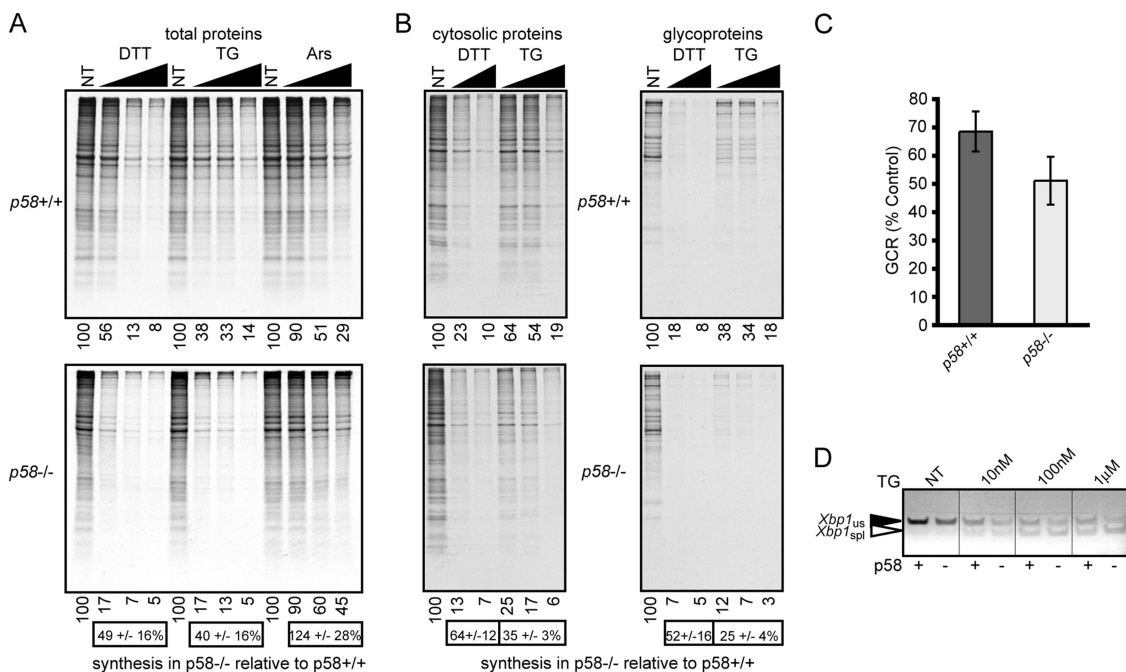 A
total proteins
DTT TG Ars
NT NT NT
p58+/+
100 56 13 8 100 38 33 14 100 90 51 29
p58-/-
100 17 7 5 100 17 13 5 100 90 60 45
49 +/- 16% 40 +/- 16% 124 +/- 28%
synthesis in p58-/- relative to p58+/+
B
cytosolic proteins glycoproteins
DTT TG DTT TG
NT NT
p58+/+
100 23 10 64 54 19 100 18 8 38 34 18
p58-/-
100 13 7 25 17 6 100 7 5 12 7 3
64+/-12 35 +/- 3% 52+/-16 25 +/- 4%
synthesis in p58-/- relative to p58+/+
C
GCR (% Control)
80
70
60
50
40
30
20
10
0
p58+/+ p58-/-
D
TG NT 10nM 100nM 1µM
Xbp1us
Xbp1spl
p58 + - + - + - + -